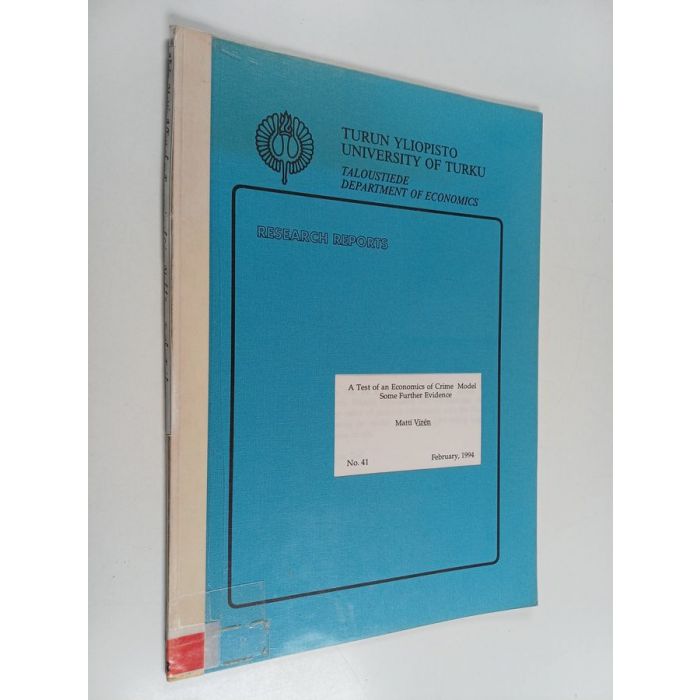 TURUN YLIOPISTO
UNIVERSITY OF TURKU
TALOUSTIEDE
DEPARTMENT OF ECONOMICS
RESEARCH REPORTS
A Test of an Economics of Crime Model
Some Further Evidence
Matti Virén
No. 41 February, 1994